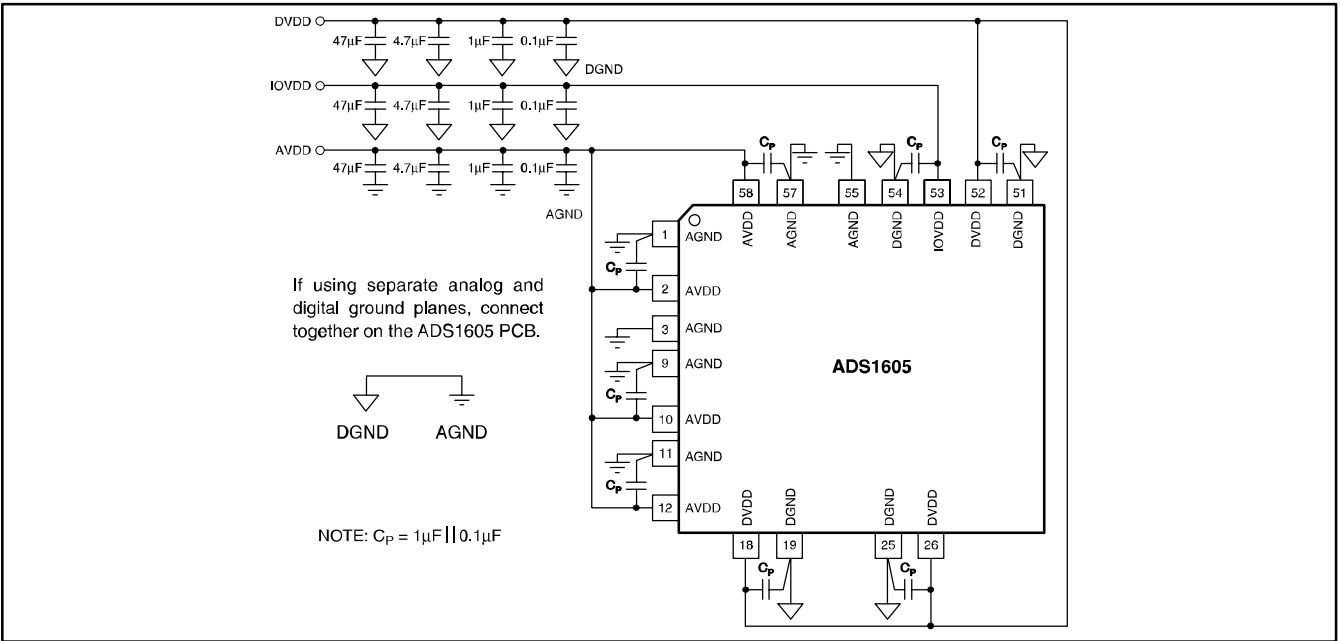 DVDD
47µF 4.7µF 1µF 0.1µF
DGND
IOVDD
47µF 4.7µF 1µF 0.1µF
AVDD
47µF 4.7µF 1µF 0.1µF
AGND
CP CP CP
58 57 55 54 53 52 51
AVDD AGND AGND DGND IOVDD DVDD DGND
1 AGND
CP
2 AVDD
3 AGND
9 AGND
CP
10 AVDD
11 AGND
CP
12 AVDD
ADS1605
If using separate analog and
digital ground planes, connect
together on the ADS1605 PCB.
DGND AGND
NOTE: CP = 1µF || 0.1µF
DVDD DGND DGND DVDD
18 19 25 26
CP CP